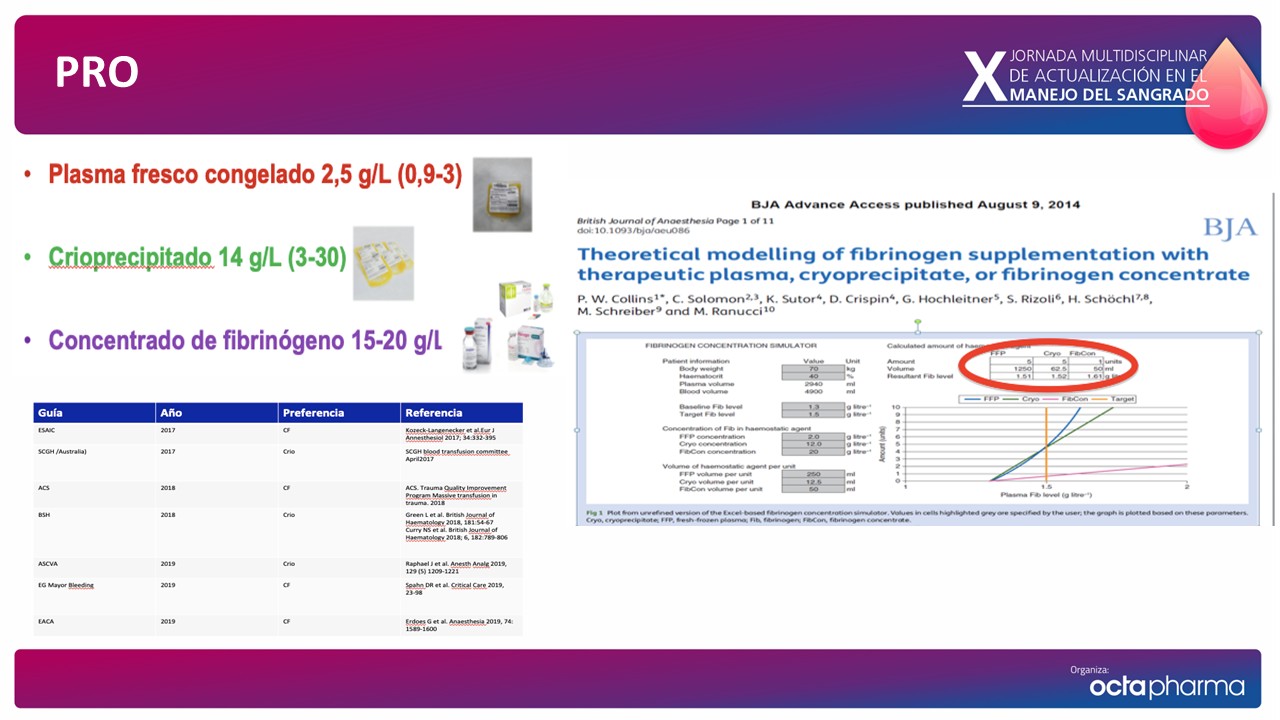 PRO
X JORNADA MULTIDISCIPLINAR
DE ACTUALIZACIÓN EN EL
MANEJO DEL SANGRADO
• Plasma fresco congelado 2,5 g/L (0,9-3)
• Crioprecipitado 14 g/L (3-30)
• Concentrado de fibrinógeno 15-20 g/L
Guía Año Preferencia Referencia
ESAIC 2017 CF Kozeck-Langenecker et al.Eur J
Annesthesiol 2017; 34:332-395
SCGH /Australia) 2017 Crio SCGH blood transfusion committee
April2017
ACS 2018 CF ACS. Trauma Quality Improvement
Program Massive transfusion in
trauma. 2018
BSH 2018 Crio Green L et al. British Journal of
Haematology 2018, 181:54-67
Curry NS et al. British Journal of
Haematology 2018; 6, 182:789-806
ASCVA 2019 Crio Raphael J et al. Anesth Analg 2019,
129 (5) 1209-1221
EG Mayor Bleeding 2019 CF Spahn DR et al. Critical Care 2019,
23-98
EACA 2019 CF Erdoes G et al. Anaesthesia 2019, 74:
1589-1600
BJA Advance Access published August 9, 2014
British Journal of Anaesthesia Page 1 of 11
doi:10.1093/bja/aeu086
BJA
Theoretical modelling of fibrinogen supplementation with
therapeutic plasma, cryoprecipitate, or fibrinogen concentrate
P. W. Collins1*, C. Solomon2,3, K. Sutor4, D. Crispin4, G. Hochleitner5, S. Rizoli6, H. Schöchl7,8,
M. Schreiber9 and M. Ranucci10
FIBRINOGEN CONCENTRATION SIMULATOR
Patient information Value Unit
Body weight 70 kg
Haematocrit 40 %
Plasma volume 2940 ml
Blood volume 4900 ml
Baseline Fib level 1.3 g litre⁻¹
Target Fib level 1.5 g litre⁻¹
Concentration of Fib in haemostatic agent
FFP concentration 2.0 g litre⁻¹
Cryo concentration 12.0 g litre⁻¹
FibCon concentration 20 g litre⁻¹
Volume of haemostatic agent per unit
FFP volume per unit 250 ml
Cryo volume per unit 12.5 ml
FibCon volume per unit 50 ml
Calculated amount of
FFP Cryo FibCon
Amount 5 5 1 units
Volume 1250 62.5 50 ml
Resultant Fib level 1.51 1.52 1.61
FFP Cryo FibCon Target
Amount (units)
10
9
8
7
6
5
4
3
2
1
0
1 1.5 2
Plasma Fib level (g litre⁻¹)
Fig 1 Plot from unrefined version of the Excel-based fibrinogen concentration simulator. Values in cells highlighted grey are specified by the user; the graph is plotted based on these parameters.
Cryo, cryoprecipitate; FFP, fresh-frozen plasma; Fib, fibrinogen; FibCon, fibrinogen concentrate.
Organiza:
octapharma